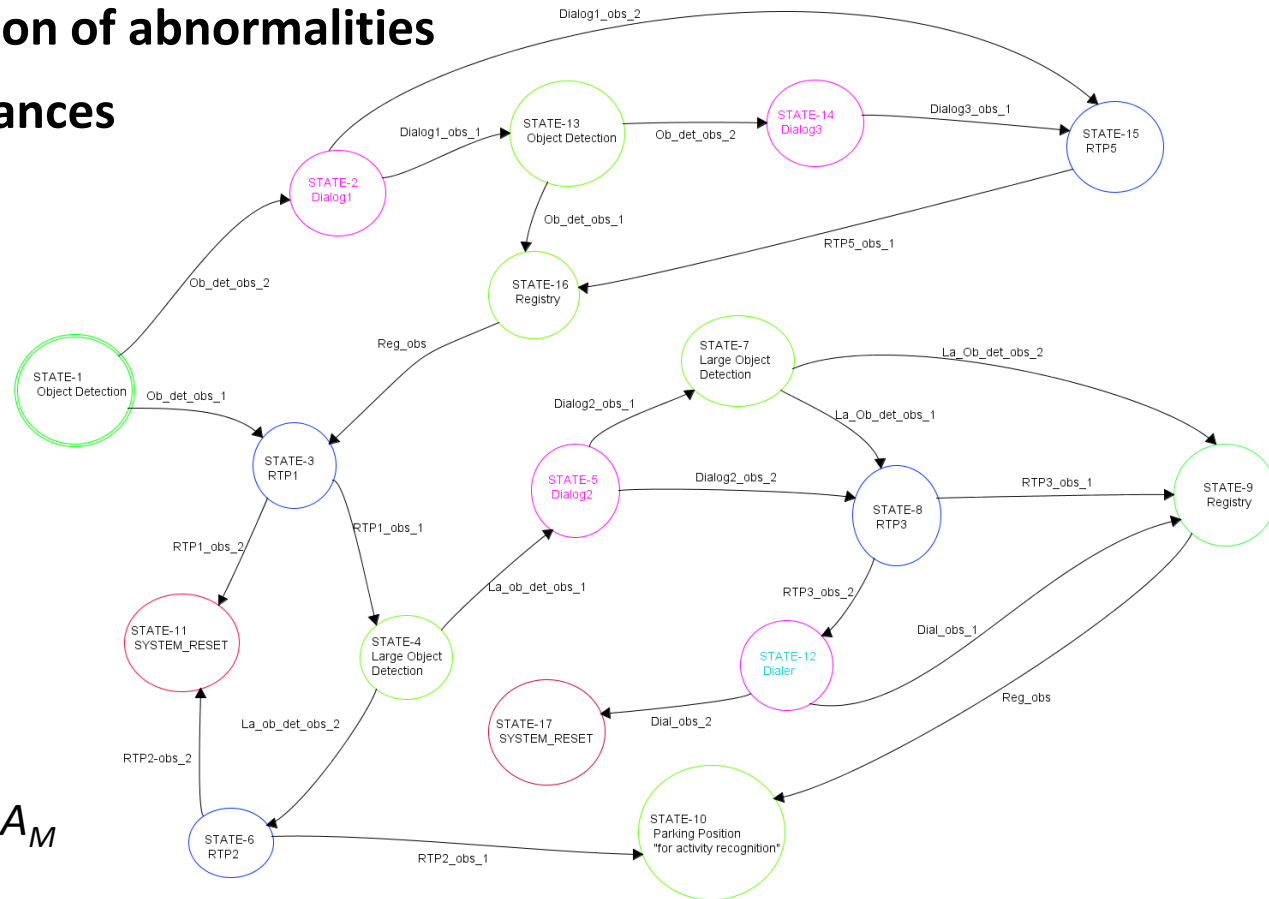 on of abnormalities
ances
Dialog1_obs_2
STATE-13
Object Detection
STATE-14
Dialog3
Dialog3_obs_1
Dialog1_obs_1
Ob_det_obs_2
STATE-15
RTP5
STATE-2
Dialog1
Ob_det_obs_1
RTP5_obs_1
Ob_det_obs_2
STATE-16
Registry
Reg_obs
STATE-7
Large Object
Detection
La_Ob_det_obs_2
STATE-1
Object Detection
Ob_det_obs_1
Dialog2_obs_1
La_Ob_det_obs_1
STATE-3
RTP1
STATE-5
Dialog2
Dialog2_obs_2
RTP3_obs_1
STATE-9
Registry
STATE-8
RTP3
RTP1_obs_1
RTP1_obs_2
La_ob_det_obs_1
RTP3_obs_2
STATE-11
SYSTEM_RESET
STATE-4
Large Object
Detection
Dial_obs_1
STATE-12
Dialer
Reg_obs
La_ob_det_obs_2
STATE-17
SYSTEM_RESET
Dial_obs_2
RTP2-obs_2
STATE-10
Parking Position
"for activity recognition"
A_M
STATE-6
RTP2
RTP2_obs_1